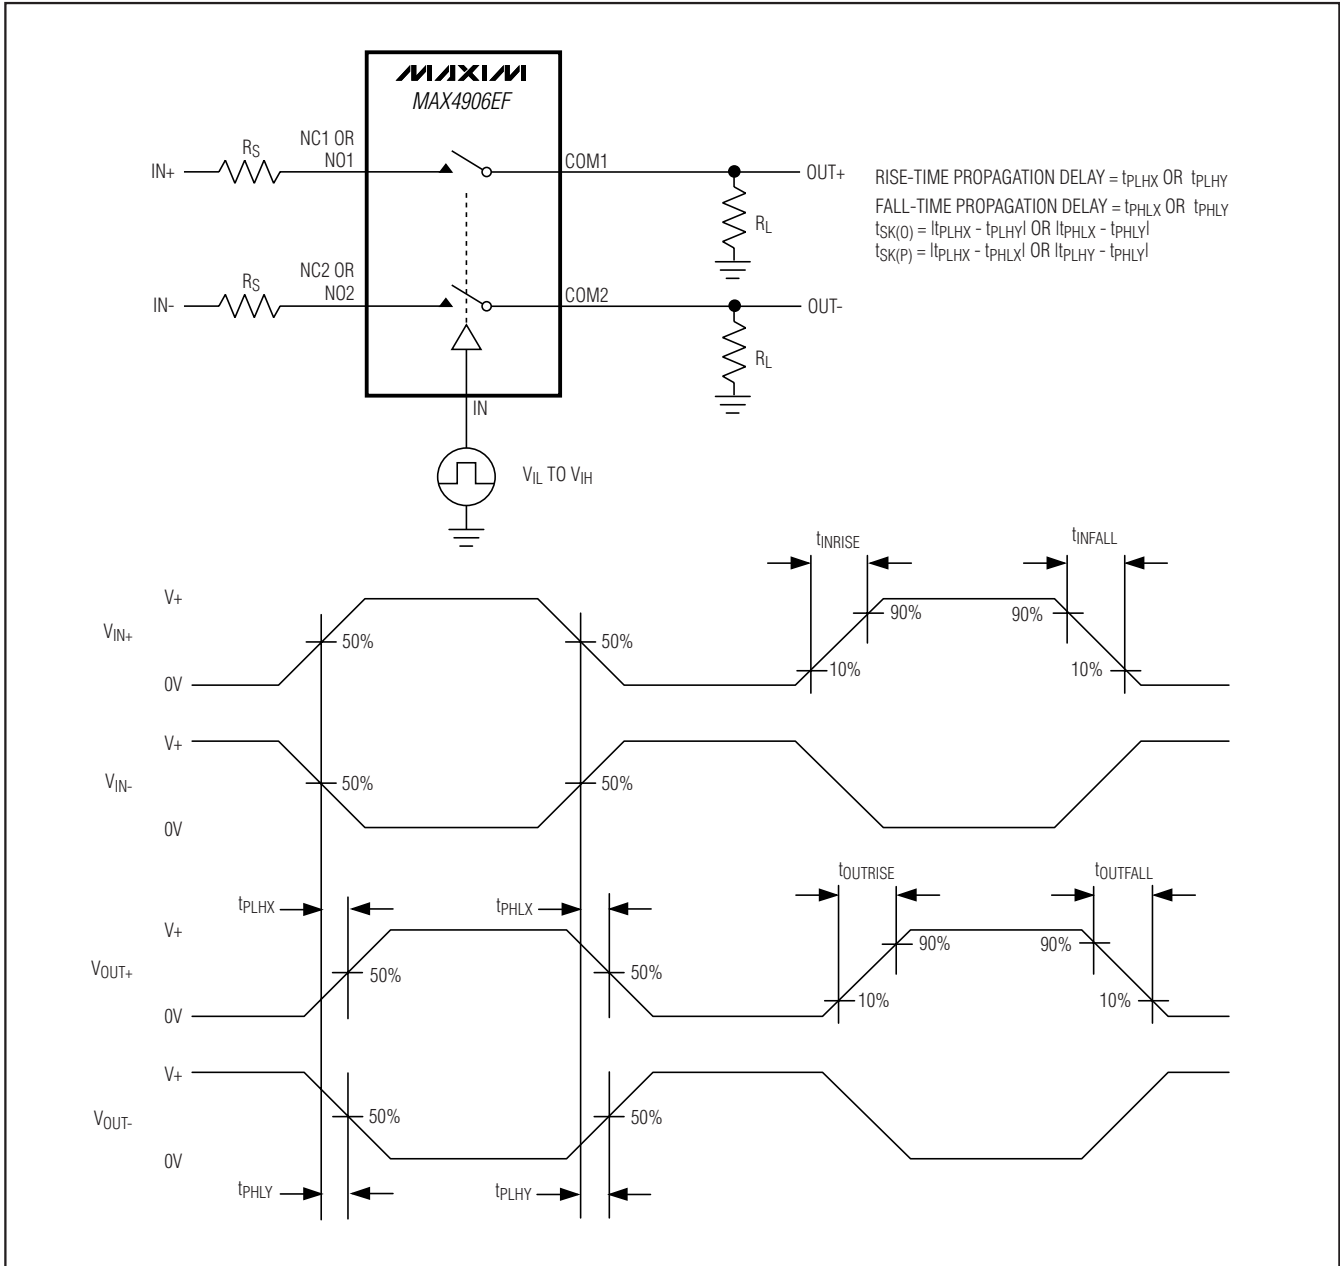 MAXIM
MAX4906EF
RS
NC1 OR
NO1
IN+
COM1
OUT+
RL
RS
NC2 OR
NO2
IN-
COM2
OUT-
RL
IN
VIL TO VIH
RISE-TIME PROPAGATION DELAY = tPLHX OR tPLHY
FALL-TIME PROPAGATION DELAY = tPHLX OR tPHLY
tSK(O) = |tPLHX - tPLHY| OR |tPHLX - tPHLY|
tSK(P) = |tPLHX - tPHLX| OR |tPLHY - tPHLY|
tINRISE
tINFALL
V+
VIN+
0V
50%
50%
90%
90%
10%
10%
V+
VIN-
0V
50%
50%
tPLHX
tPHLX
tOUTRISE
tOUTFALL
V+
VOUT+
0V
50%
50%
90%
90%
10%
10%
V+
VOUT-
0V
50%
50%
tPHLY
tPLHY